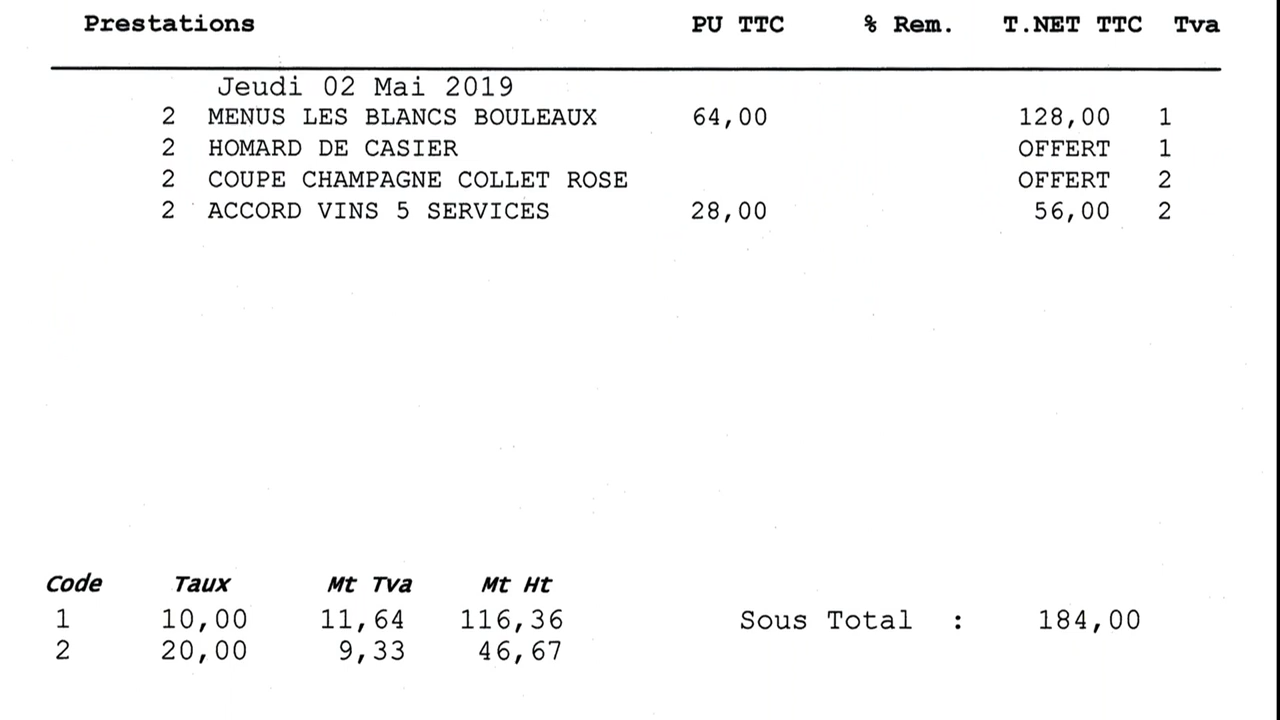 Prestations PU TTC % Rem. T.NET TTC Tva
Jeudi 02 Mai 2019
2 MENUS LES BLANCS BOULEAUX 64,00 128,00 1
2 HOMARD DE CASIER OFFERT 1
2 COUPE CHAMPAGNE COLLET ROSE OFFERT 2
2 ACCORD VINS 5 SERVICES 28,00 56,00 2
Code Taux Mt Tva Mt Ht
1 10,00 11,64 116,36 Sous Total : 184,00
2 20,00 9,33 46,67